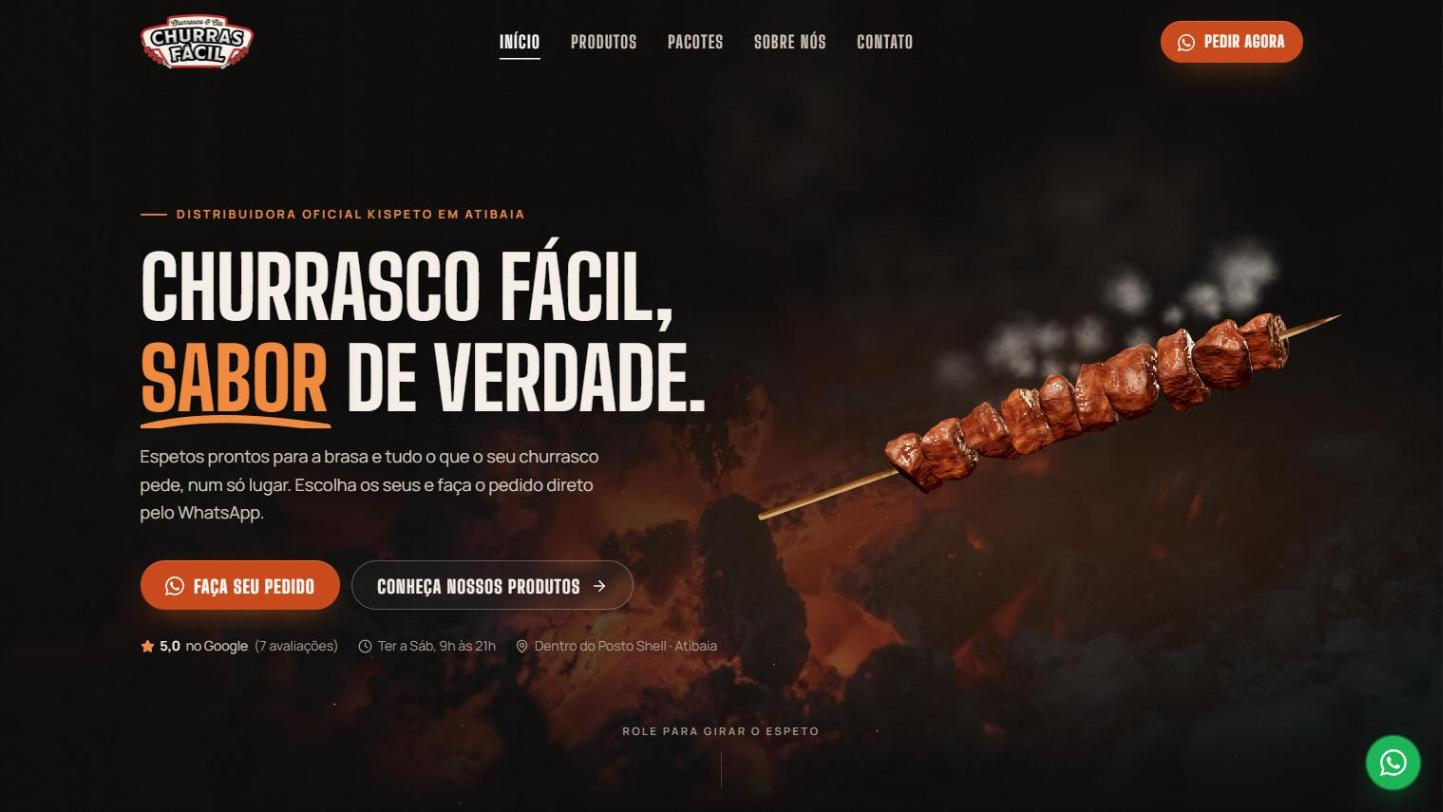 Churrasco & Cia
CHURRAS
FÁCIL
INÍCIO
PRODUTOS
PACOTES
SOBRE NÓS
CONTATO
PEDIR AGORA
DISTRIBUIDORA OFICIAL KISPETO EM ATIBAIA
CHURRASCO FÁCIL,
SABOR DE VERDADE.
Espetos prontos para a brasa e tudo o que o seu churrasco
pede, num só lugar. Escolha os seus e faça o pedido direto
pelo WhatsApp.
FAÇA SEU PEDIDO
CONHEÇA NOSSOS PRODUTOS →
5,0 no Google (7 avaliações)
Ter a Sáb, 9h às 21h
Dentro do Posto Shell · Atibaia
ROLE PARA GIRAR O ESPETO